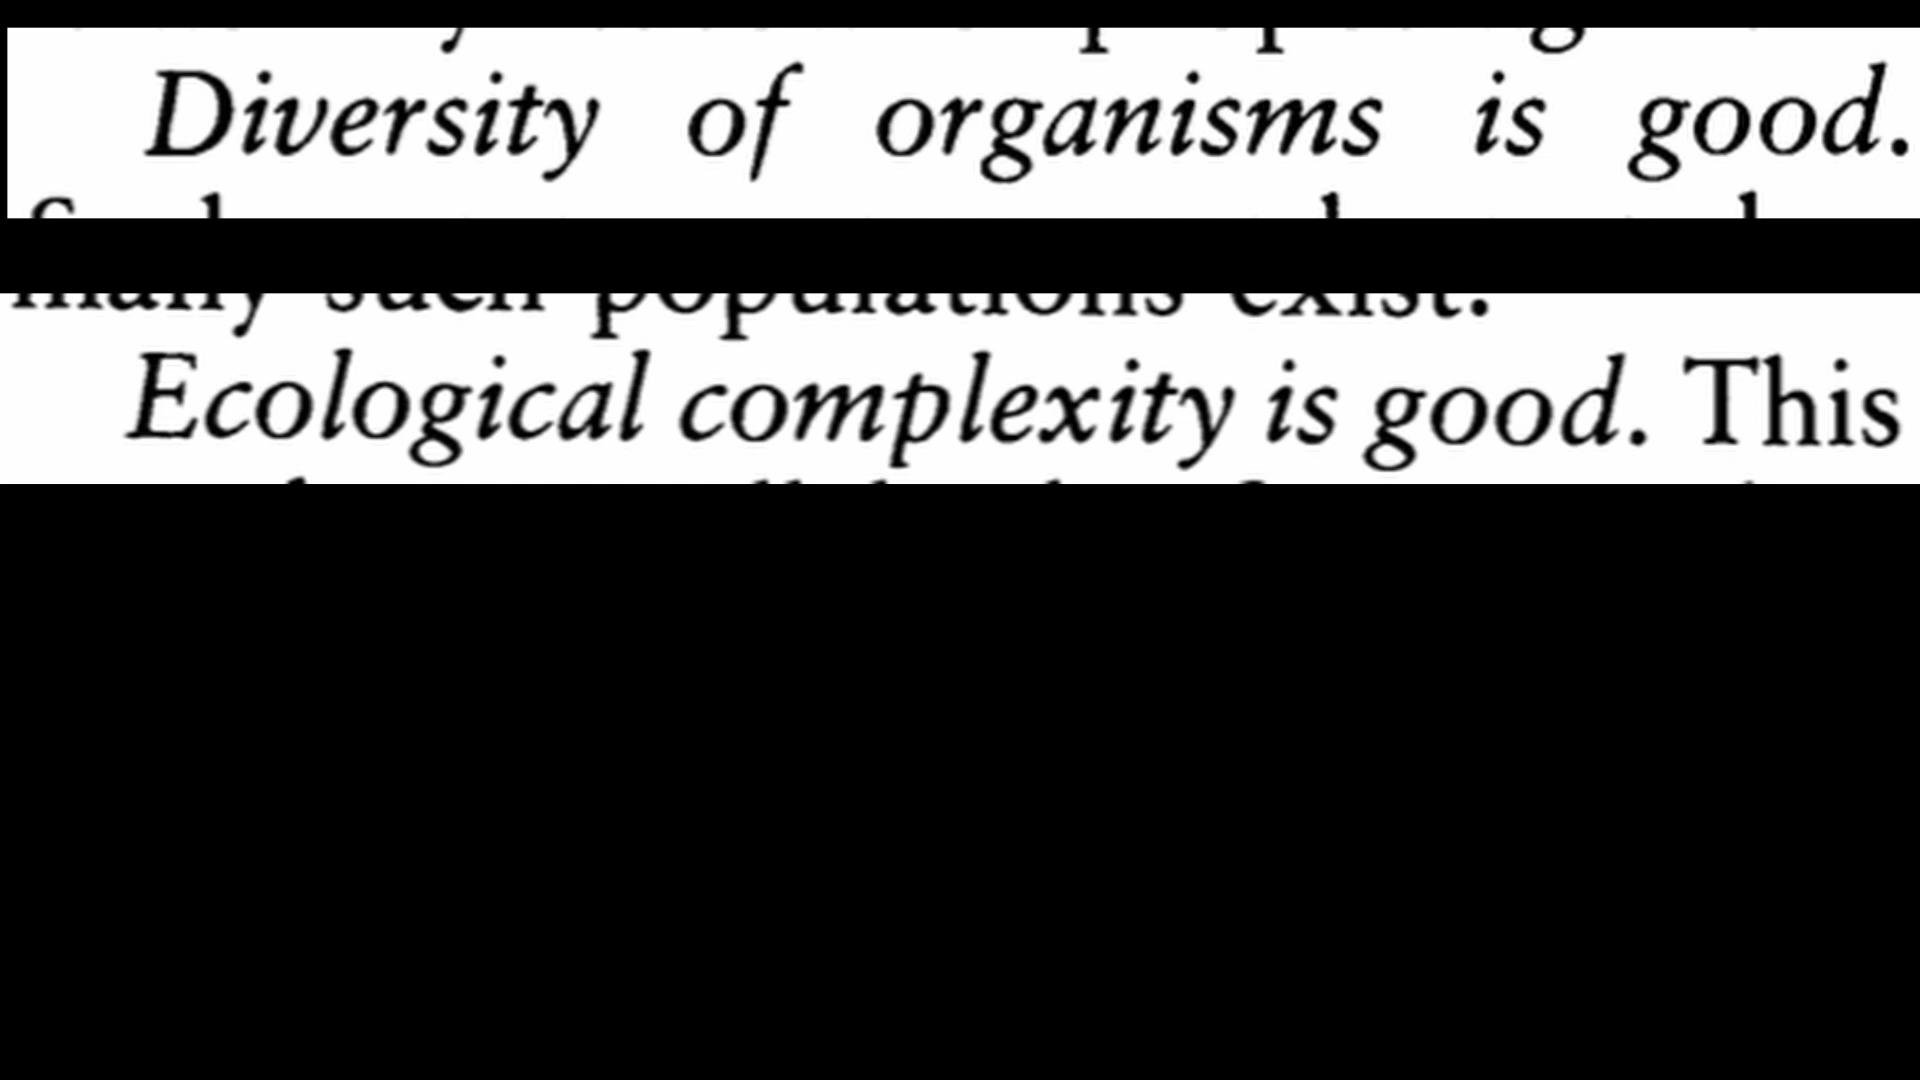 Diversity of organisms is good.
many such populations exist.
Ecological complexity is good. This